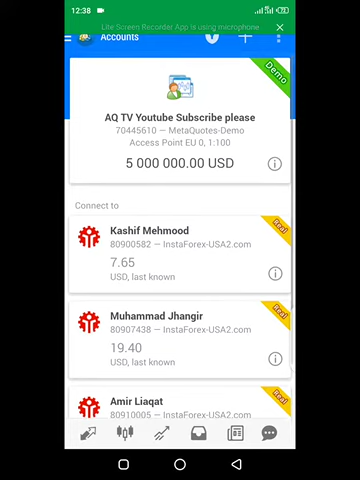 12:38
Lite Screen Recorder App is using microphone
Accounts
Demo
AQ TV Youtube Subscribe please
70445610 — MetaQuotes-Demo
Access Point EU 0, 1:100
5 000 000.00 USD
Connect to
Real
Kashif Mehmood
80900582 — InstaForex-USA2.com
7.65
USD, last known
Real
Muhammad Jhangir
80907438 — InstaForex-USA2.com
19.40
USD, last known
Real
Amir Liaqat
80910005 — InstaForex-USA2.com